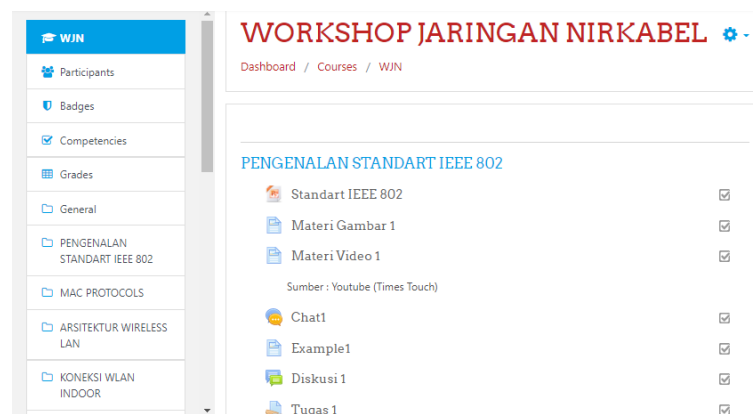 WJN
Participants
Badges
Competencies
Grades
General
PENGENALAN
STANDART IEEE 802
MAC PROTOCOLS
ARSITEKTUR WIRELESS
LAN
KONEKSI WLAN
INDOOR
WORKSHOP JARINGAN NIRKABEL
Dashboard / Courses / WJN
PENGENALAN STANDART IEEE 802
Standart IEEE 802
Materi Gambar 1
Materi Video 1
Sumber : Youtube (Times Touch)
Chat1
Example1
Diskusi 1
Tugas 1